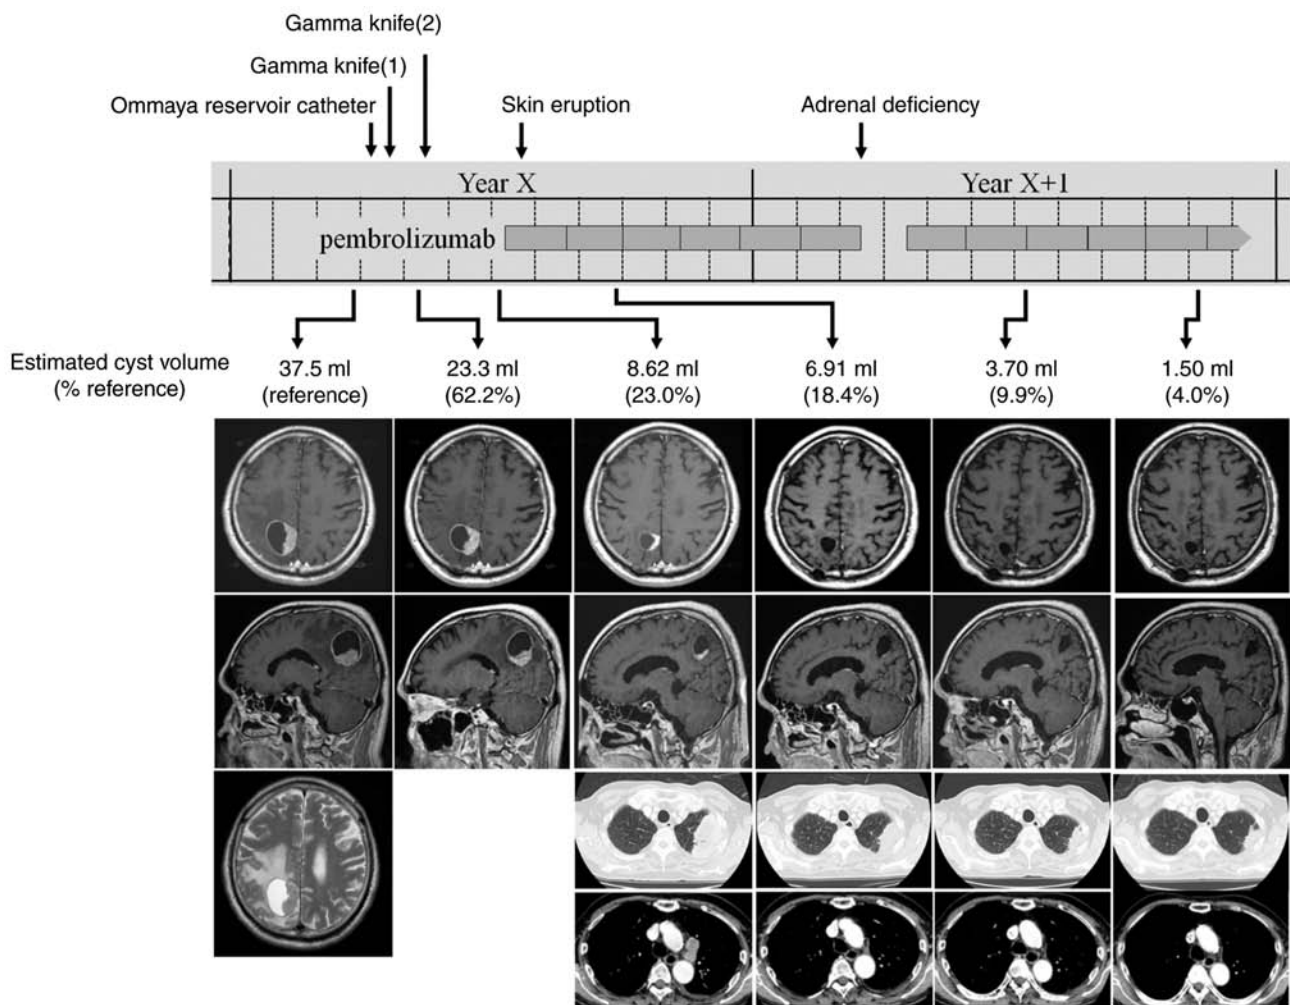 Gamma knife(2)
Gamma knife(1)
Ommaya reservoir catheter
Skin eruption
Adrenal deficiency
Year X
Year X+1
pembrolizumab
Estimated cyst volume
(% reference)
37.5 ml
(reference)
23.3 ml
(62.2%)
8.62 ml
(23.0%)
6.91 ml
(18.4%)
3.70 ml
(9.9%)
1.50 ml
(4.0%)